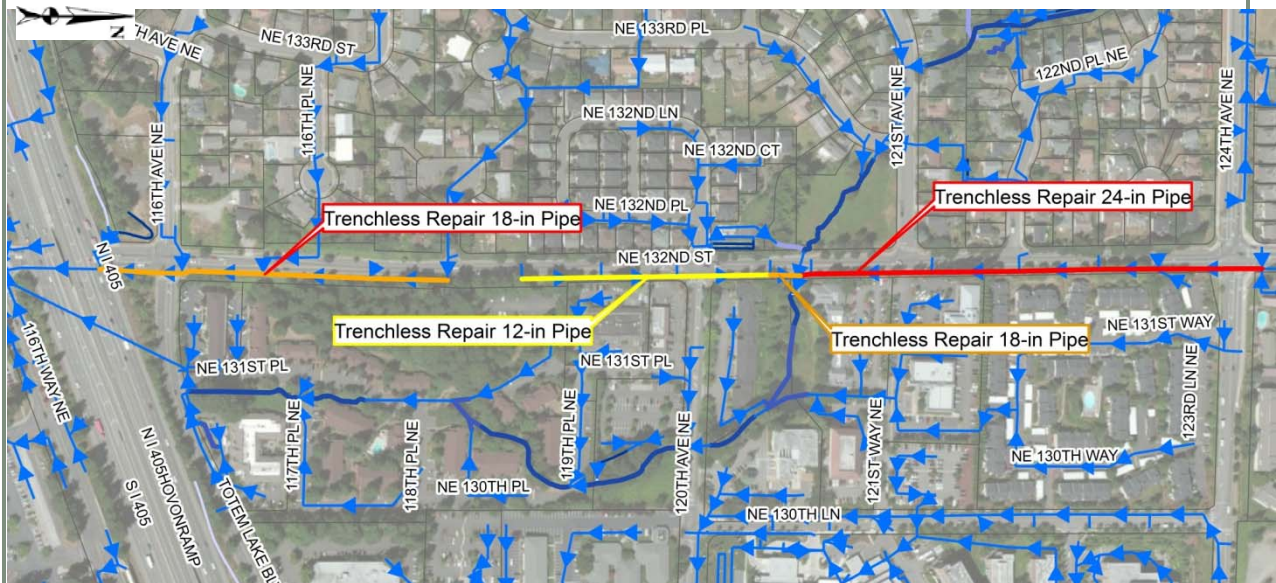 N
TH AVE NE
NE 133RD ST
NE 133RD PL
122ND PL NE
116TH PL NE
121ST AVE NE
124TH AVE NE
NE 132ND LN
NE 132ND CT
116TH AVE NE
NE 132ND PL
Trenchless Repair 18-in Pipe
Trenchless Repair 24-in Pipe
NE 132ND ST
N I 405
Trenchless Repair 12-in Pipe
Trenchless Repair 18-in Pipe
NE 131ST WAY
NE 131ST PL
NE 131ST PL
116TH WAY NE
117TH PL NE
118TH PL NE
119TH PL NE
120TH AVE NE
121ST WAY NE
123RD LN NE
NE 130TH WAY
NE 130TH PL
NE 130TH LN
N I 405HOVONRAMP
S I 405
TOTEM LAKE BL